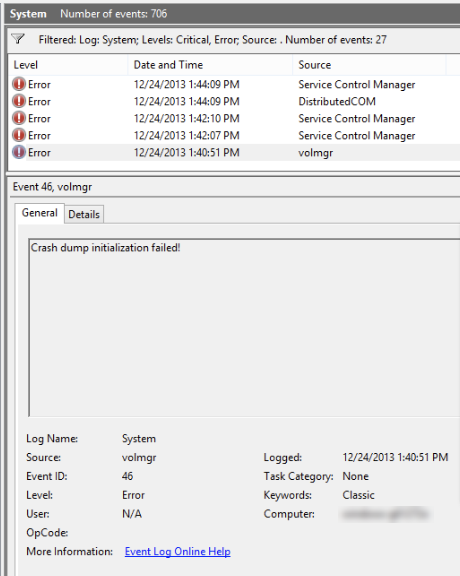 System Number of events: 706
Filtered: Log: System; Levels: Critical, Error; Source: . Number of events: 27
Level Date and Time Source
Error 12/24/2013 1:44:09 PM Service Control Manager
Error 12/24/2013 1:44:09 PM DistributedCOM
Error 12/24/2013 1:42:10 PM Service Control Manager
Error 12/24/2013 1:42:07 PM Service Control Manager
Error 12/24/2013 1:40:51 PM volmgr
Event 46, volmgr
General Details
Crash dump initialization failed!
Log Name: System
Source: volmgr Logged: 12/24/2013 1:40:51 PM
Event ID: 46 Task Category: None
Level: Error Keywords: Classic
User: N/A Computer:
OpCode:
More Information: Event Log Online Help